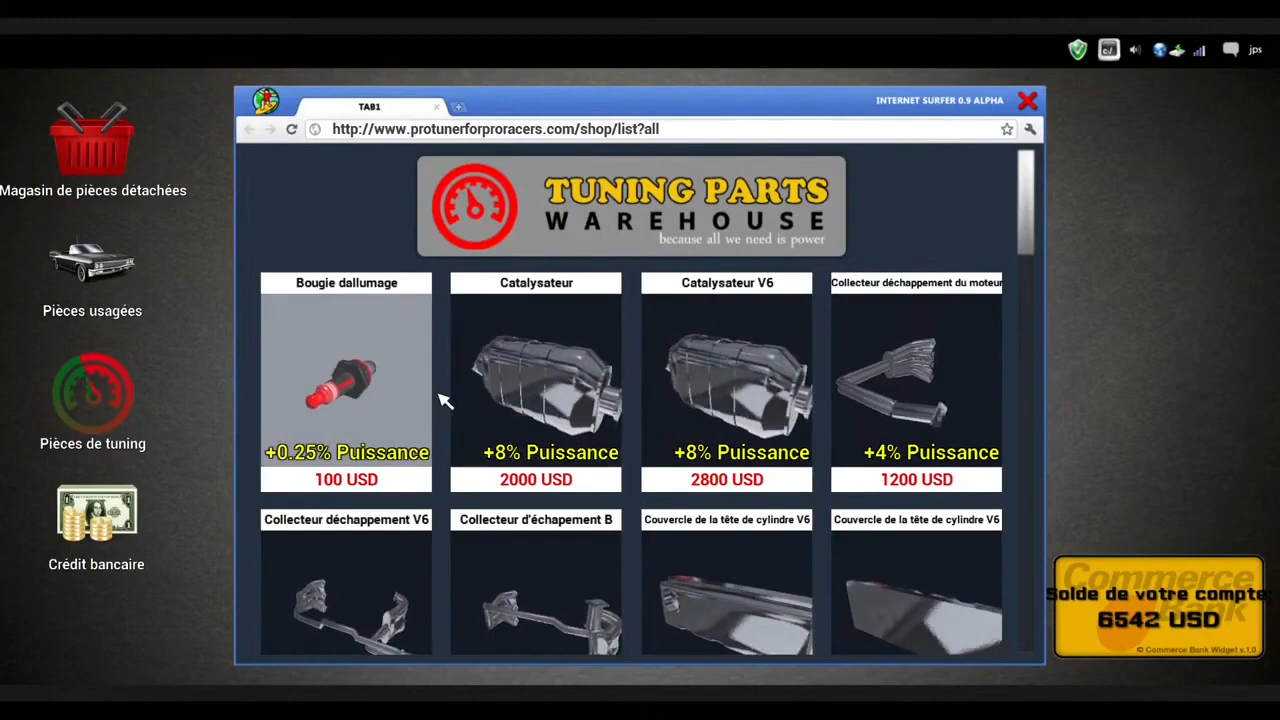 jps
TAB1
INTERNET SURFER 0.9 ALPHA
http://www.protunerforproracers.com/shop/list?all
TUNING PARTS
WAREHOUSE
because all we need is power
Magasin de pièces détachées
Pièces usagées
Pièces de tuning
Crédit bancaire
Bougie dallumage
Catalysateur
Catalysateur V6
Collecteur déchappement du moteur
+0.25% Puissance
+8% Puissance
+8% Puissance
+4% Puissance
100 USD
2000 USD
2800 USD
1200 USD
Collecteur déchappement V6
Collecteur d'échapement B
Couvercle de la tête de cylindre V6
Couvercle de la tête de cylindre V6
Commerce
Bank
Solde de votre compte:
6542 USD
© Commerce Bank Widget v.1.0